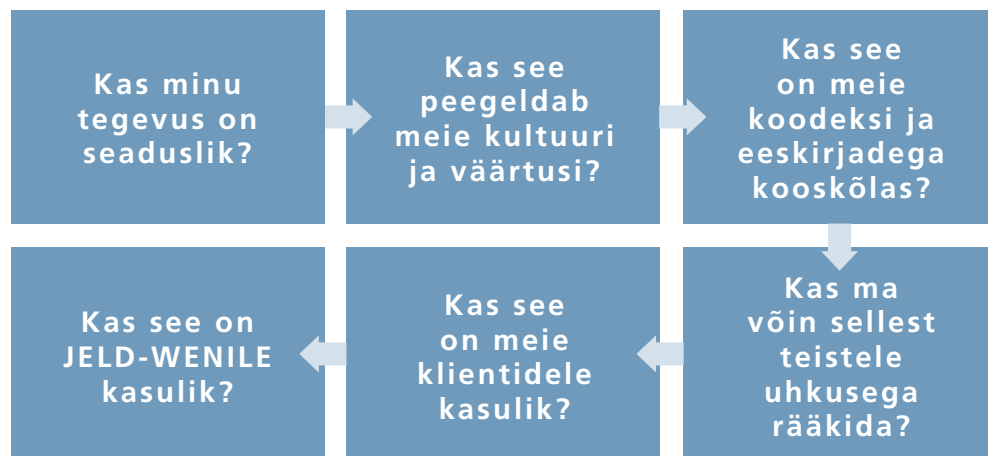 Kas minu
tegevus on
seaduslik?
Kas see
peegeldab
meie kultuuri
ja väärtusi?
Kas see
on meie
koodeksi ja
eeskirjadega
kooskõlas?
Kas ma
võin sellest
teistele
uhkusega
rääkida?
Kas see
on meie
klientidele
kasulik?
Kas see on
JELD-WENILE
kasulik?